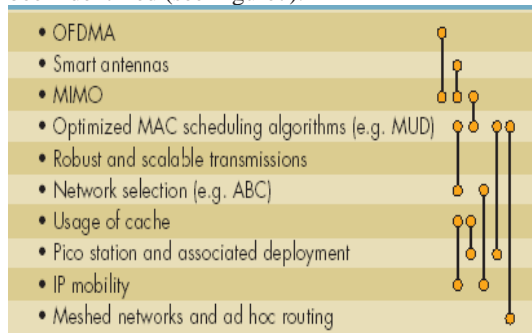 • OFDMA
• Smart antennas
• MIMO
• Optimized MAC scheduling algorithms (e.g. MUD)
• Robust and scalable transmissions
• Network selection (e.g. ABC)
• Usage of cache
• Pico station and associated deployment
• IP mobility
• Meshed networks and ad hoc routing